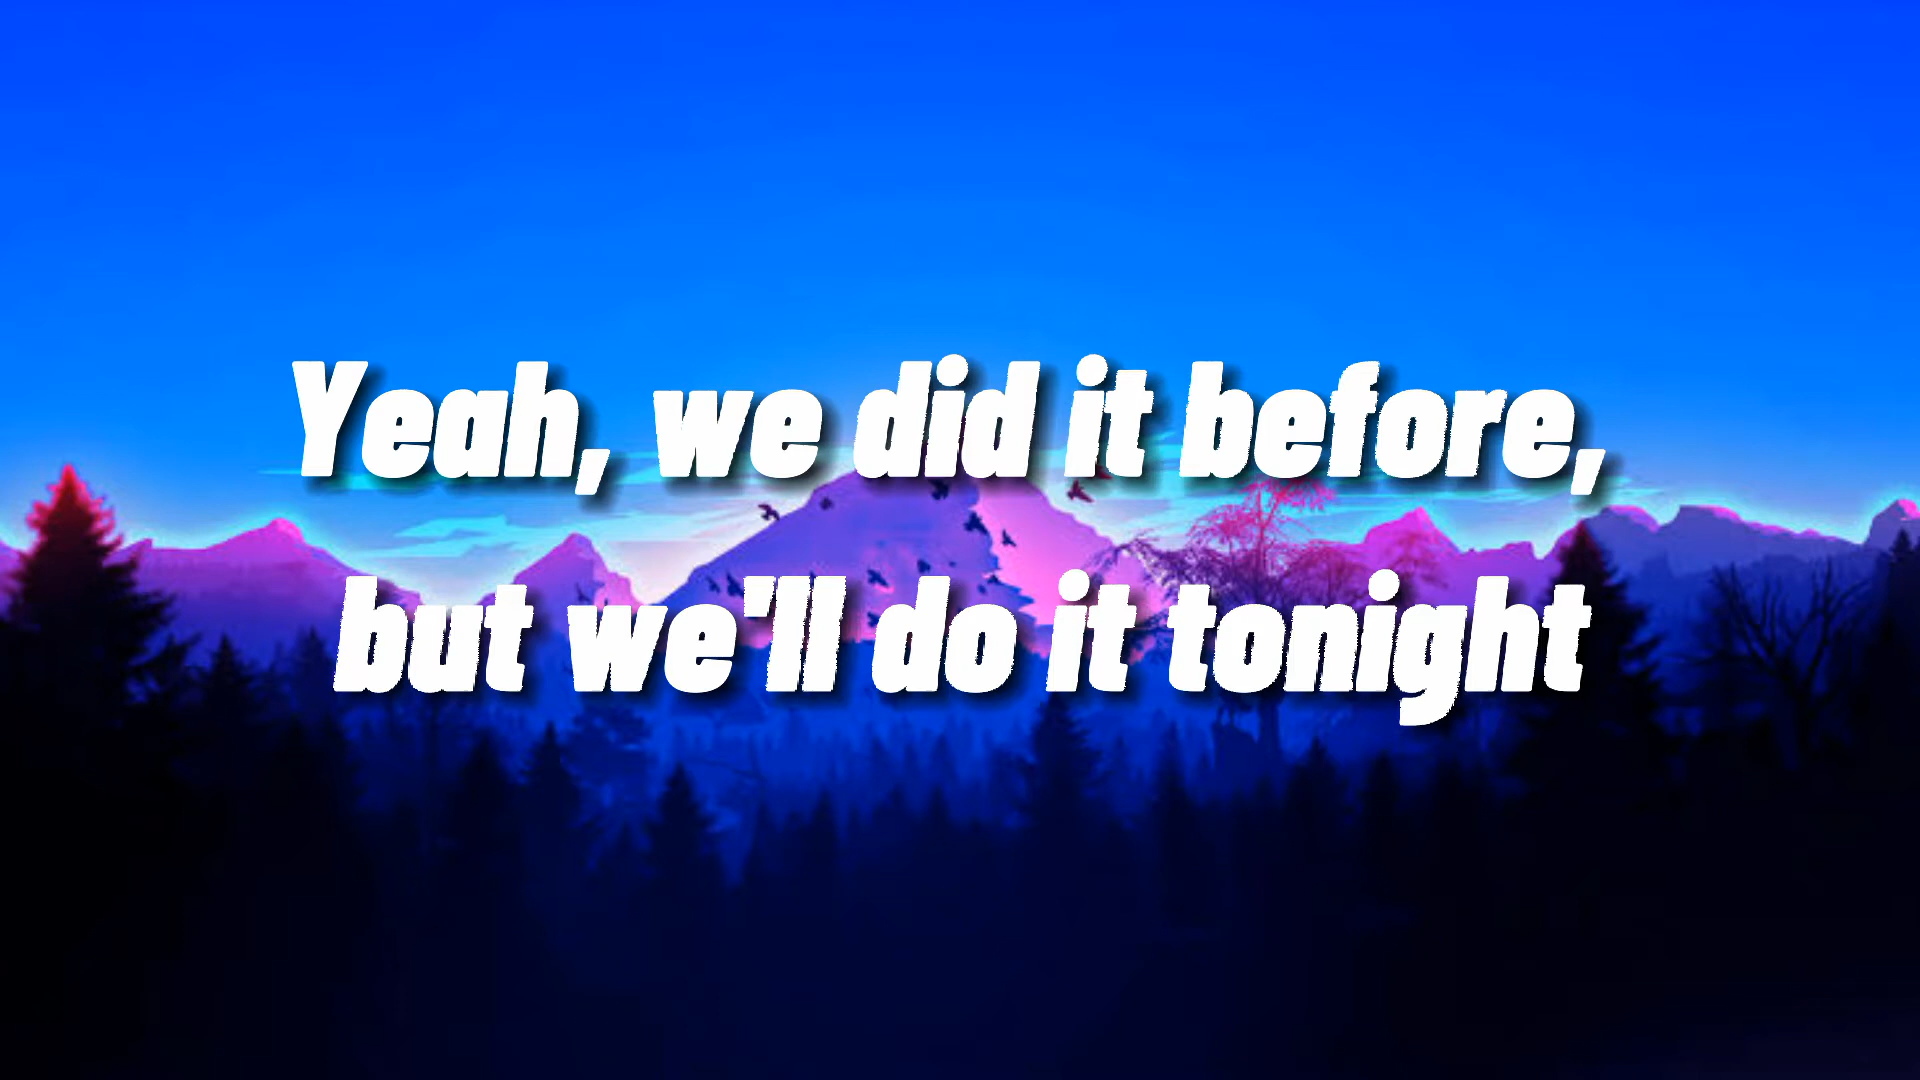 Yeah, we did it before,
but we'll do it tonight